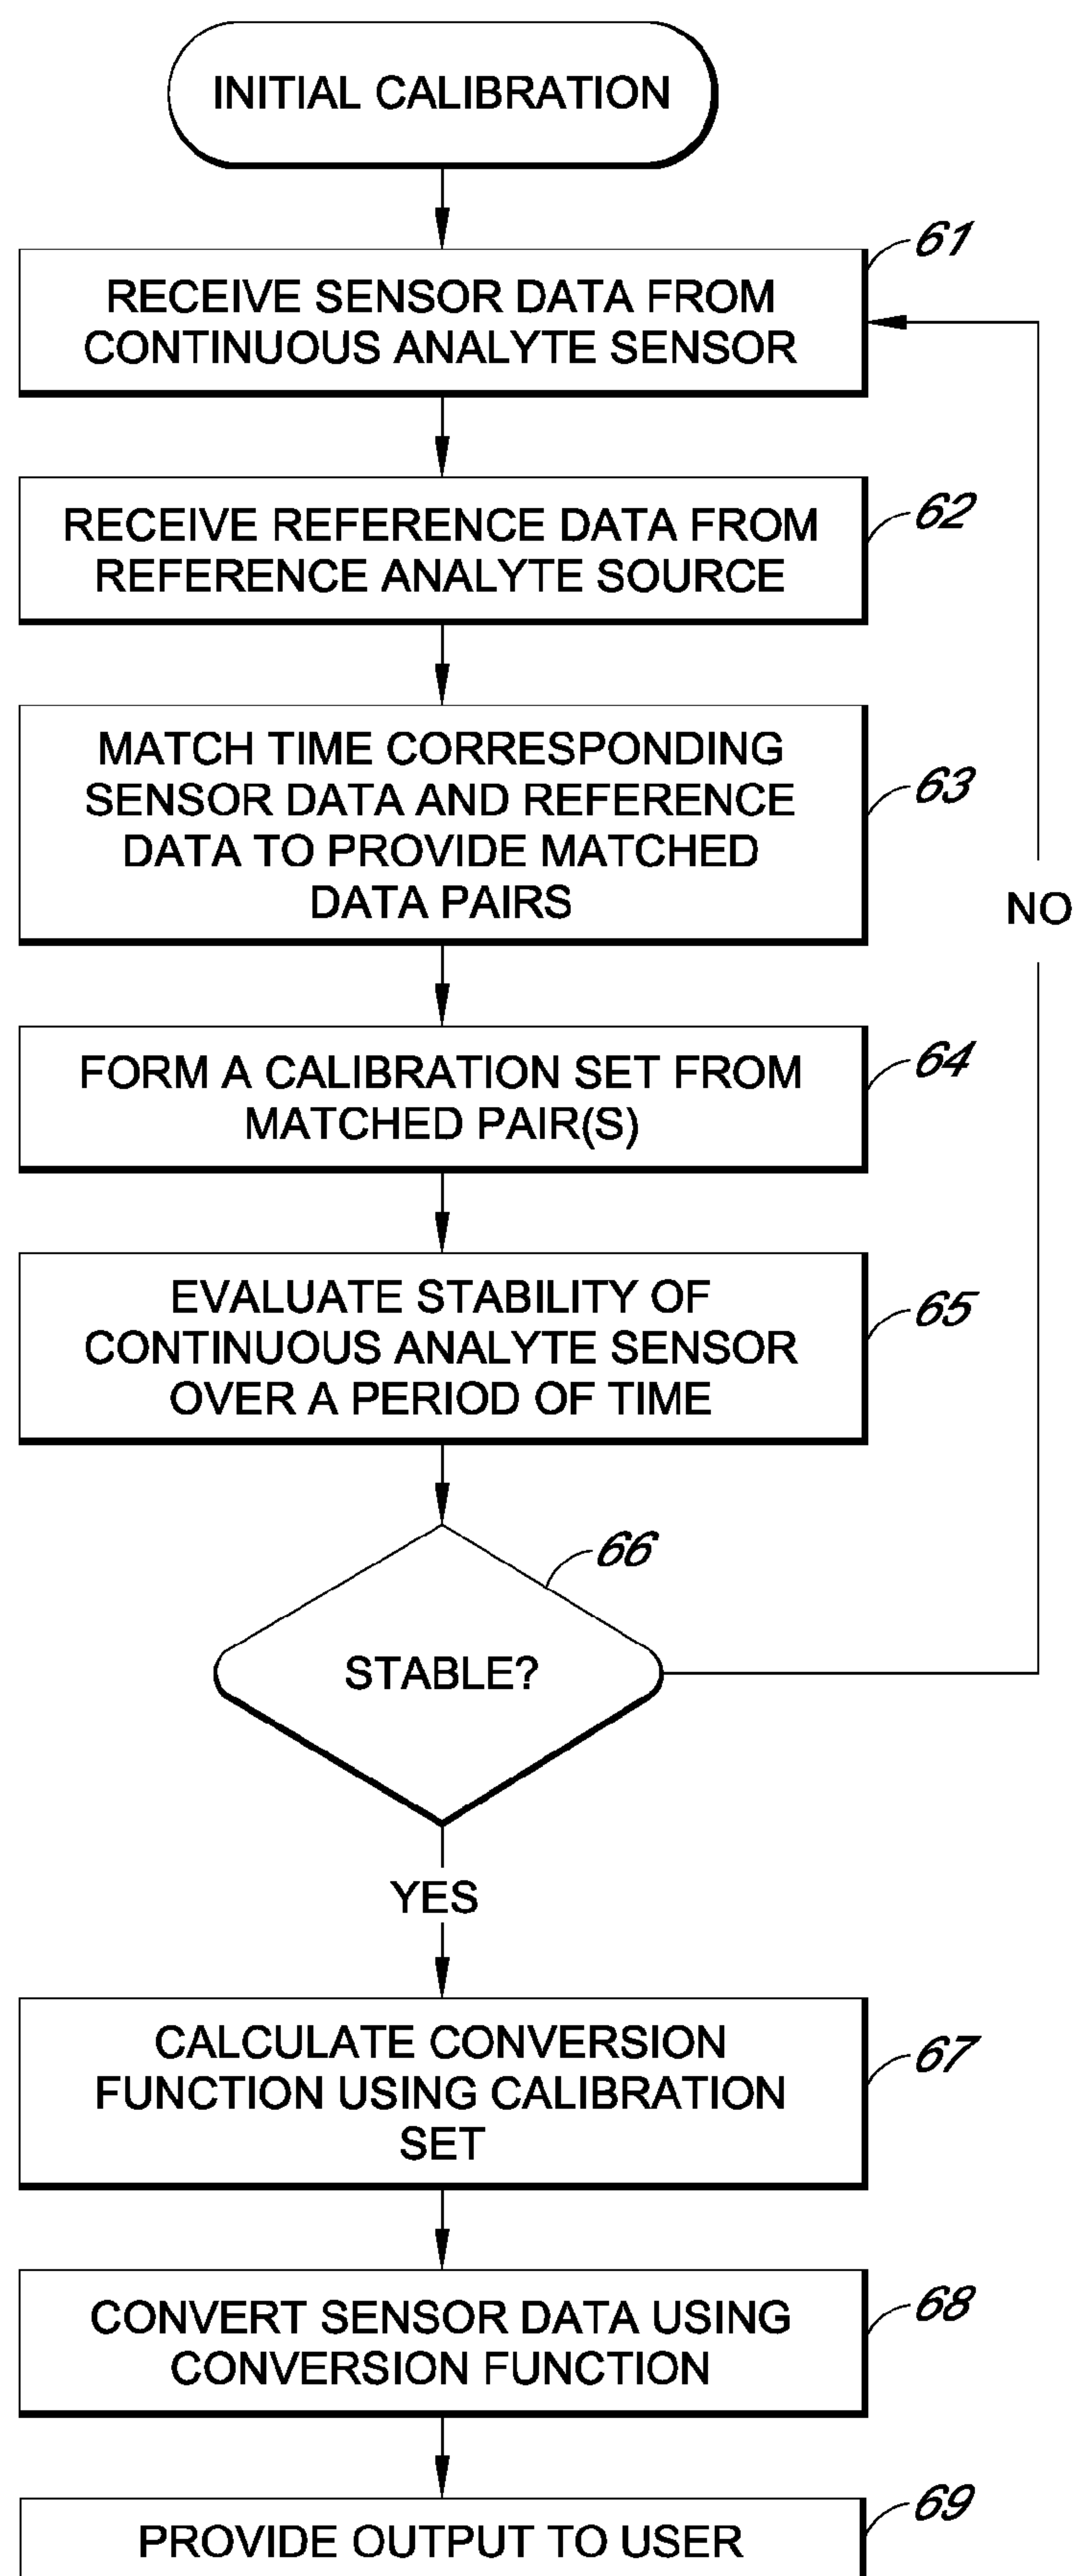 INITIAL CALIBRATION
61
RECEIVE SENSOR DATA FROM
CONTINUOUS ANALYTE SENSOR
62
RECEIVE REFERENCE DATA FROM
REFERENCE ANALYTE SOURCE
63
MATCH TIME CORRESPONDING
SENSOR DATA AND REFERENCE
DATA TO PROVIDE MATCHED
DATA PAIRS
NO
64
FORM A CALIBRATION SET FROM
MATCHED PAIR(S)
65
EVALUATE STABILITY OF
CONTINUOUS ANALYTE SENSOR
OVER A PERIOD OF TIME
66
STABLE?
YES
67
CALCULATE CONVERSION
FUNCTION USING CALIBRATION
SET
68
CONVERT SENSOR DATA USING
CONVERSION FUNCTION
69
PROVIDE OUTPUT TO USER